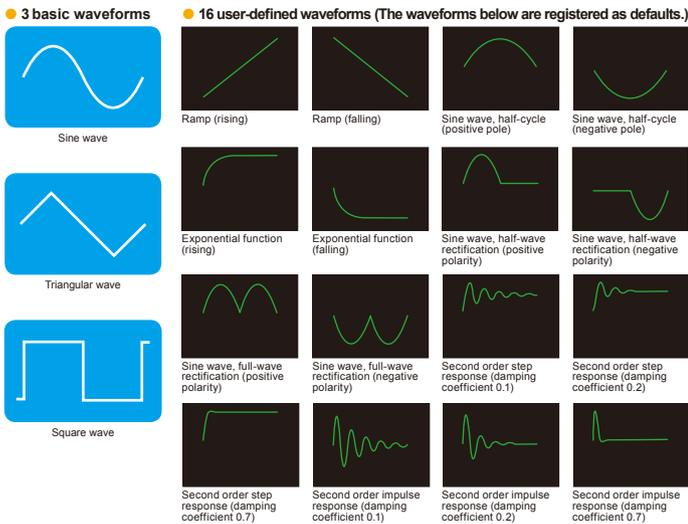 ● 3 basic waveforms
Sine wave
Triangular wave
Square wave
● 16 user-defined waveforms (The waveforms below are registered as defaults.)
Ramp (rising)
Ramp (falling)
Sine wave, half-cycle
(positive pole)
Sine wave, half-cycle
(negative pole)
Exponential function
(rising)
Exponential function
(falling)
Sine wave, half-wave
rectification (positive
polarity)
Sine wave, half-wave
rectification (negative
polarity)
Sine wave, full-wave
rectification (positive
polarity)
Sine wave, full-wave
rectification (negative
polarity)
Second order step
response (damping
coefficient 0.1)
Second order step
response (damping
coefficient 0.2)
Second order step
response (damping
coefficient 0.7)
Second order impulse
response (damping
coefficient 0.1)
Second order impulse
response (damping
coefficient 0.2)
Second order impulse
response (damping
coefficient 0.7)